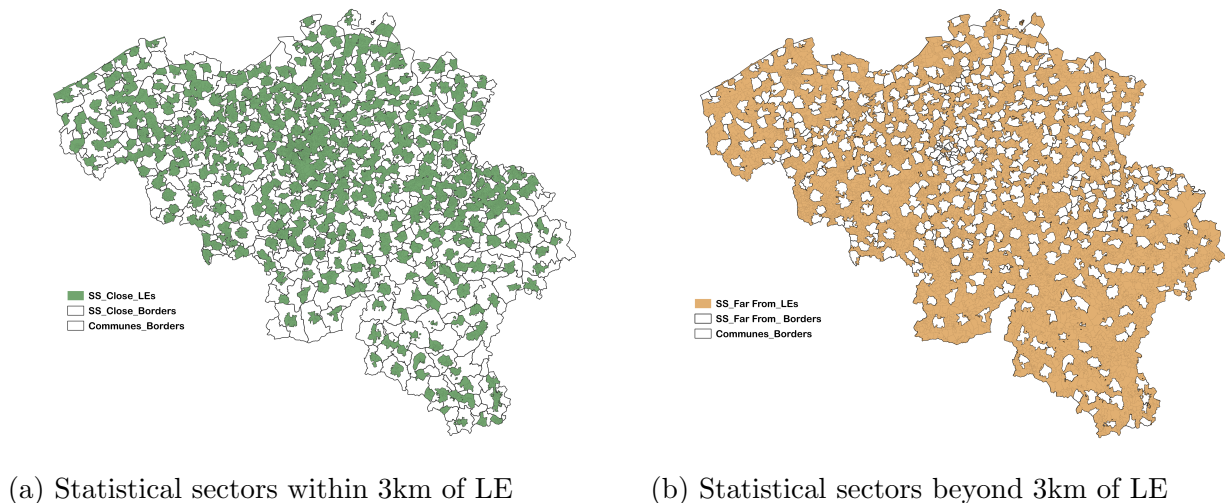 SS_Close_LEs
SS_Close_Borders
Communes_Borders
SS_Far From_LEs
SS_Far From_ Borders
Communes_Borders
(a) Statistical sectors within 3km of LE
(b) Statistical sectors beyond 3km of LE